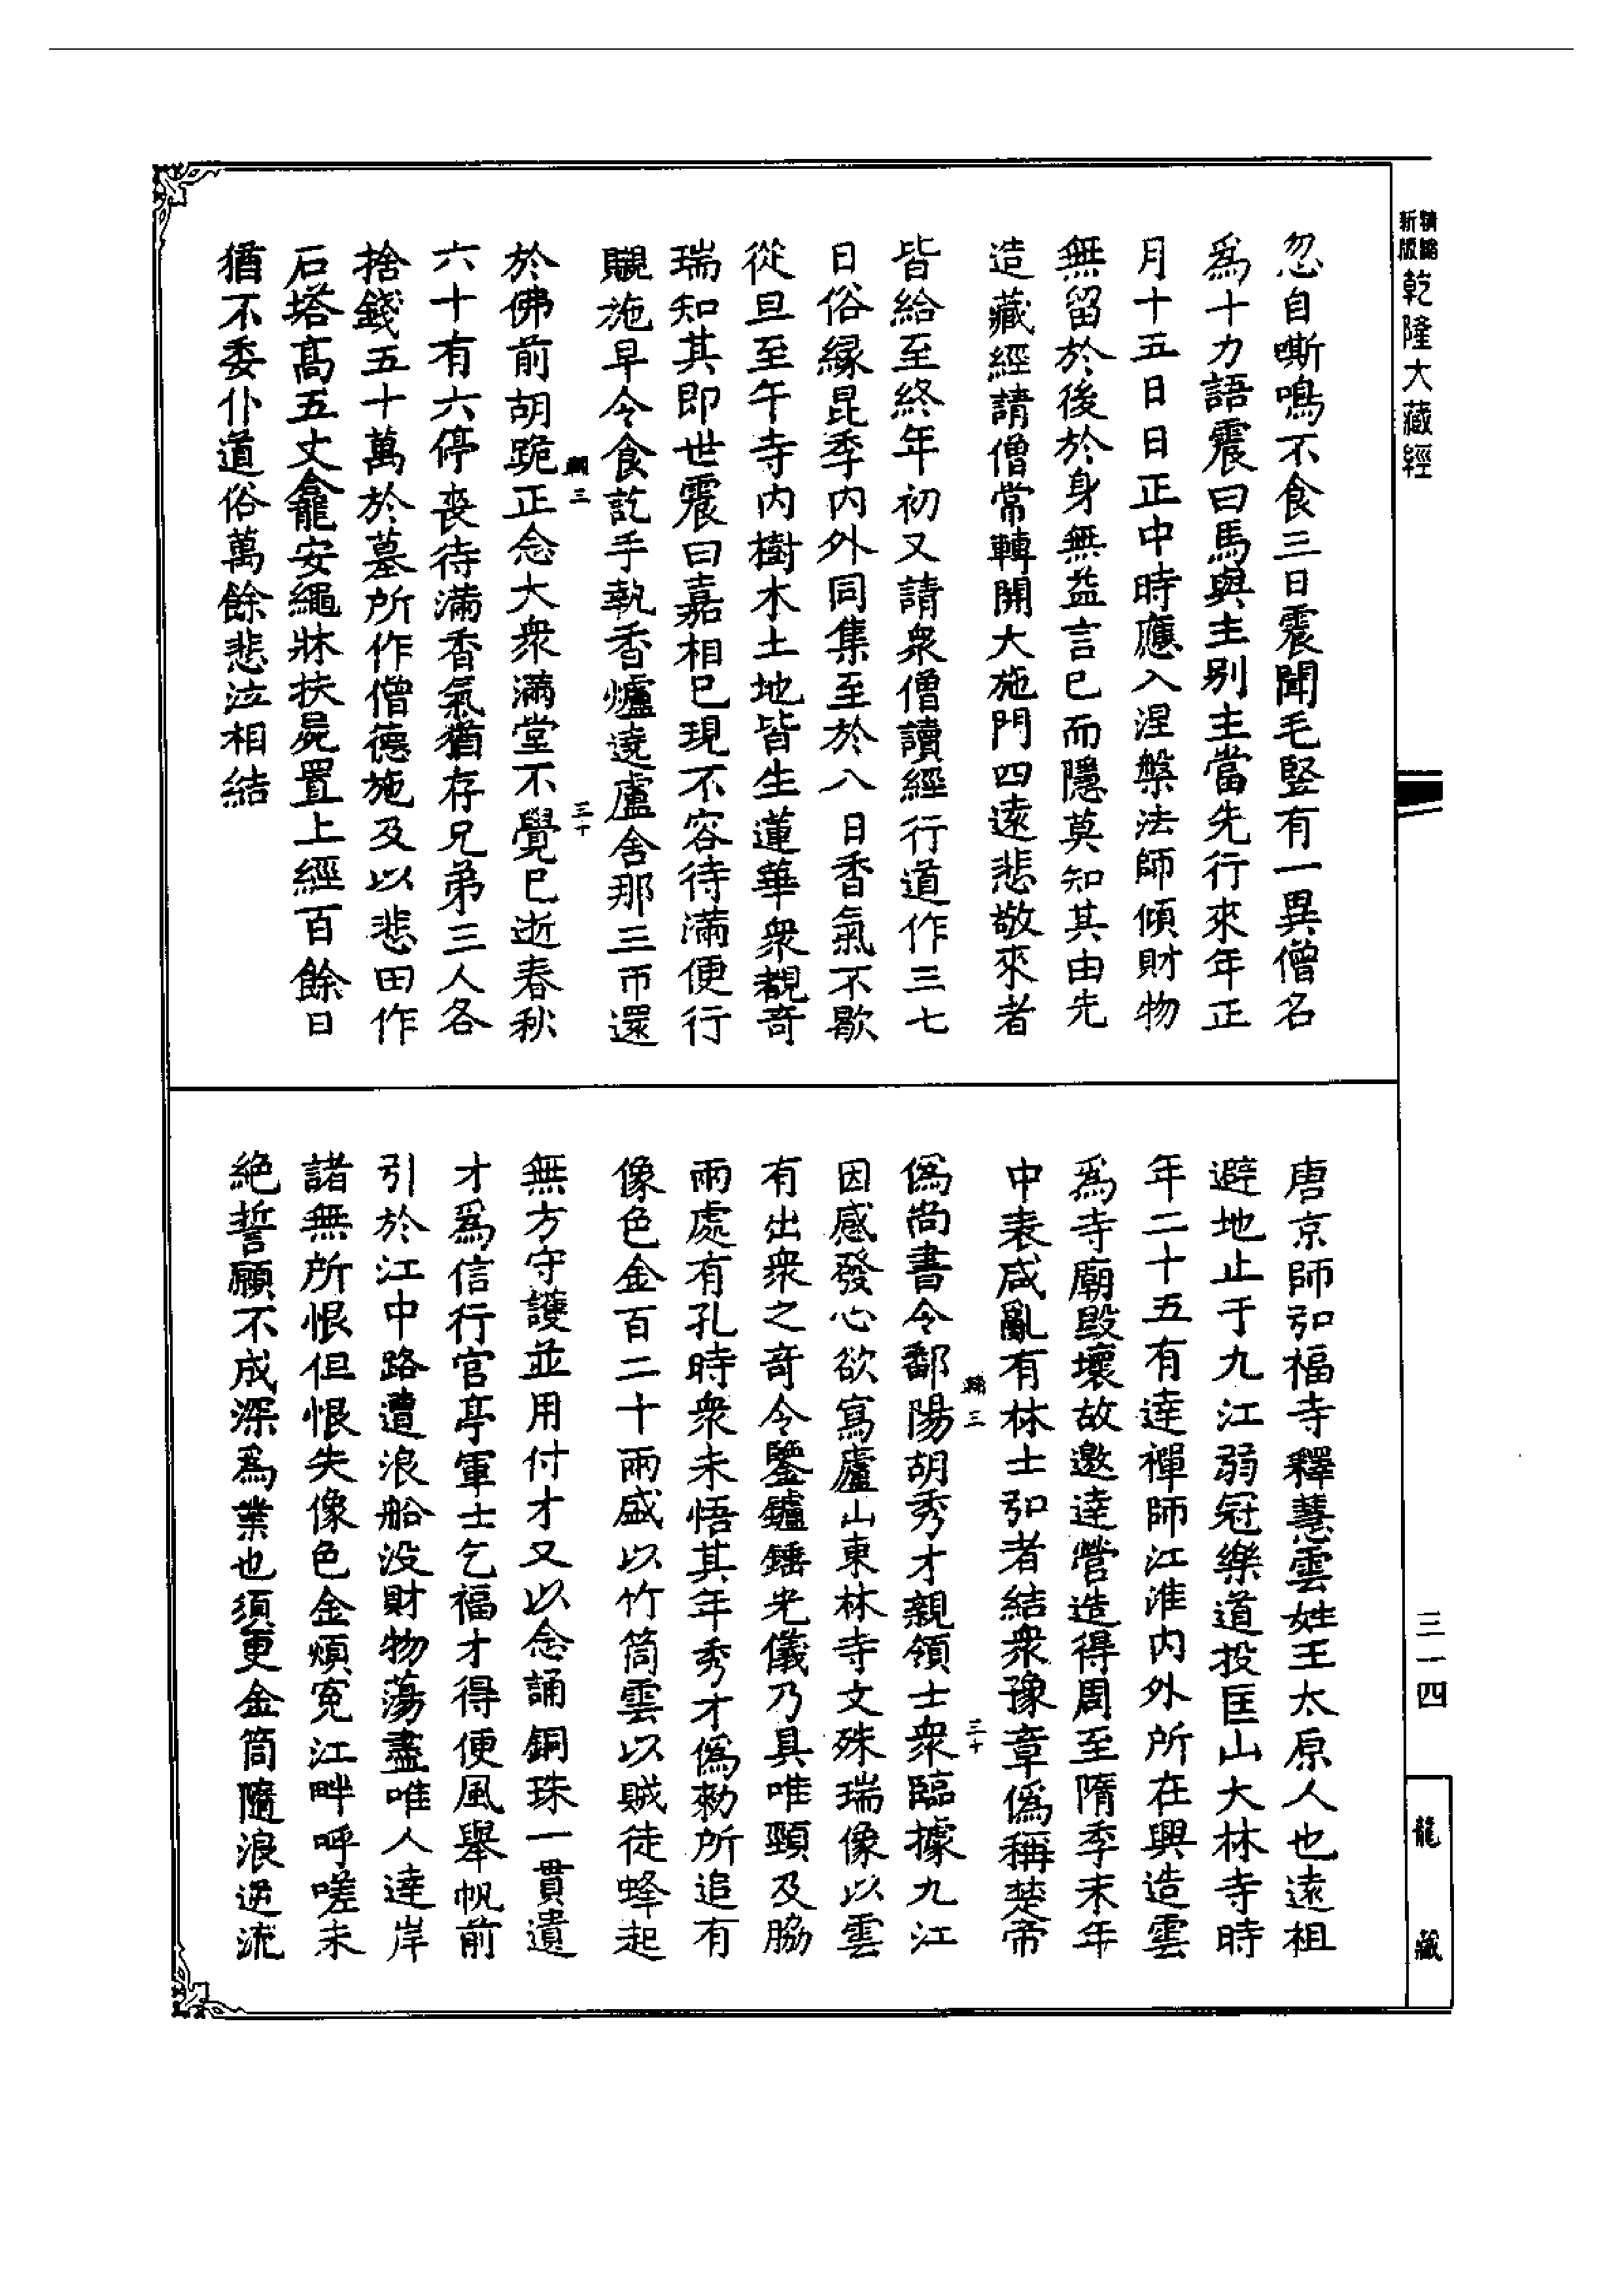 新版
精縮
乾隆大藏經
忽自嘶鳴不食三日震聞毛竪有一異僧名
爲十力語震曰馬與主别主當先行來年正
月十五日日正中時應入涅槃法師傾財物
無留於後於身無益言已而隱莫知其由先
造藏經請僧常轉開大施門四遠悲敬來者
皆給至終年初又請衆僧讀經行道作三七
日俗縁昆季内外同集至於八日香氣不歇
從旦至午寺内樹木土地皆生蓮華衆覩竒
瑞知其即世震曰嘉相已現不容待滿便行
䞋施早令食訖手執香爐遶盧舍那三帀還
於佛前胡跪正念大衆滿堂不覺已逝春秋
六十有六停䘮待滿香氣猶存兄弟三人各
捨錢五十萬於墓所作僧德施及以悲田作
石塔高五丈龕安繩牀扶屍置上經百餘日
猶不委仆道俗萬餘悲泣相結
三
三十
唐京師弘福寺釋慧雲姓王太原人也遠祖
避地止于九江弱冠樂道投匡山大林寺時
年二十五有達禪師江淮内外所在興造雲
爲寺廟毁壞故邀達營造得周至隋季末年
中表咸亂有林士弘者結衆豫章僞稱楚帝
僞尚書令鄱陽胡秀才親領士衆臨據九江
因感發心欲寫廬山東林寺文殊瑞像以雲
有出衆之竒令鑒鑪錘光儀乃具唯頸及脇
兩處有孔時衆未悟其年秀才僞勑所追有
像色金百二十兩盛以竹筒雲以賊徒蜂起
無方守護並用付才又以念誦銅珠一貫遺
才爲信行官亭軍士乞福才得便風舉帆前
引於江中路遭浪船没財物蕩盡唯人達岸
諸無所恨但恨失像色金煩寃江畔呼嗟未
絶誓願不成深爲業也須㪅金筒隨浪逆流
三
三十
三一四
龍藏